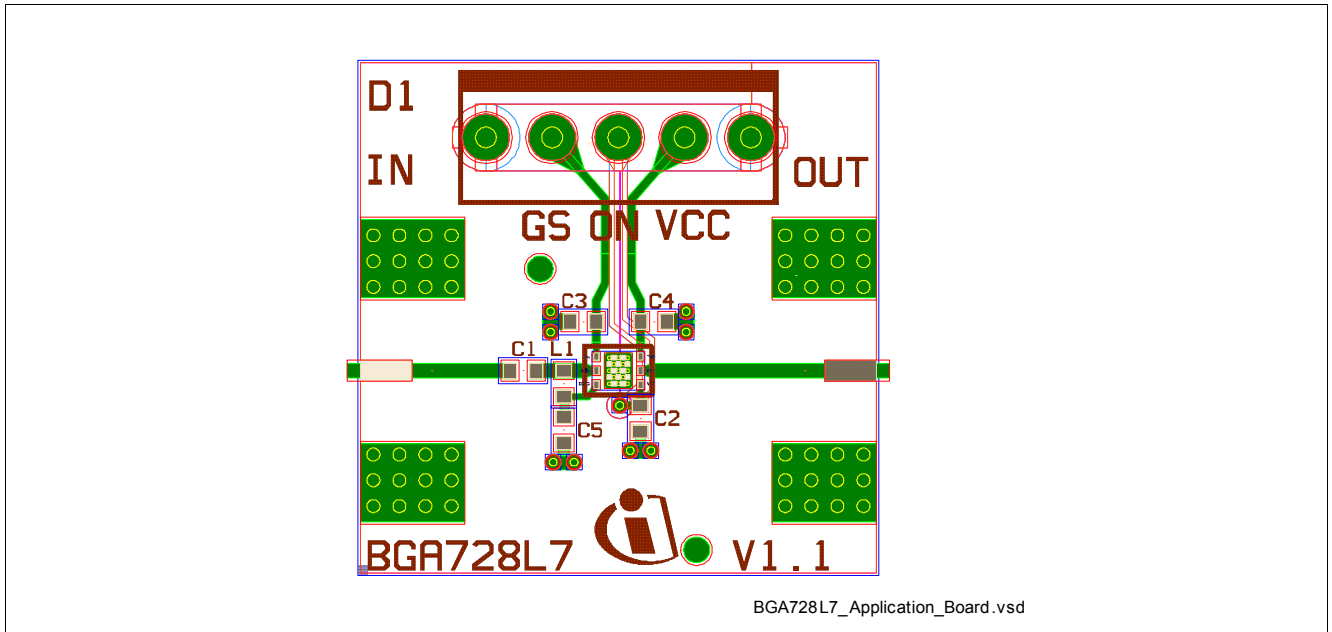 D1
IN
OUT
GS ON VCC
C3
C4
C1 L1
C2
C5
BGA728L7
V1.1
BGA728L7_Application_Board.vsd